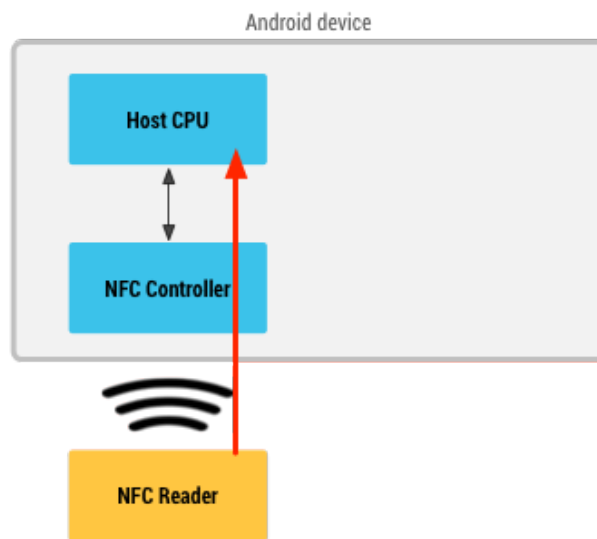 Android device
Host CPU
NFC Controller
NFC Reader